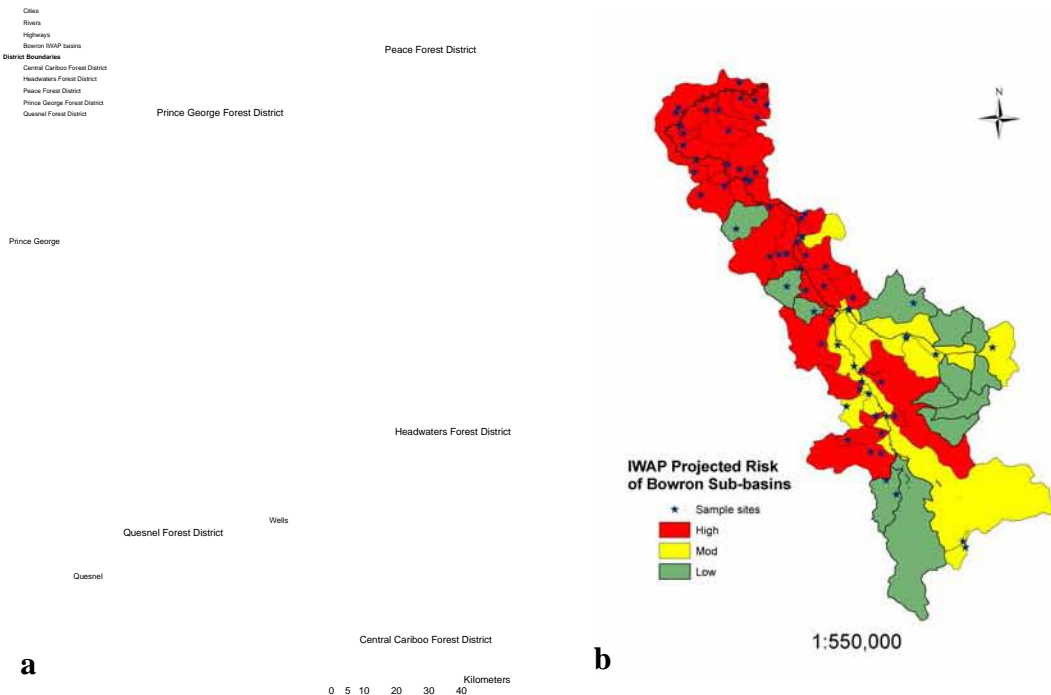 Cities
Rivers
Highways
Bowron IWAP basins
District Boundaries
Central Cariboo Forest District
Headwaters Forest District
Peace Forest District
Prince George Forest District
Quesnel Forest District
Peace Forest District
Prince George Forest District
Prince George
Headwaters Forest District
Wells
Quesnel Forest District
Quesnel
Central Cariboo Forest District
a
Kilometers
0 5 10 20 30 40
N
IWAP Projected Risk
of Bowron Sub-basins
Sample sites
High
Mod
Low
1:550,000
b